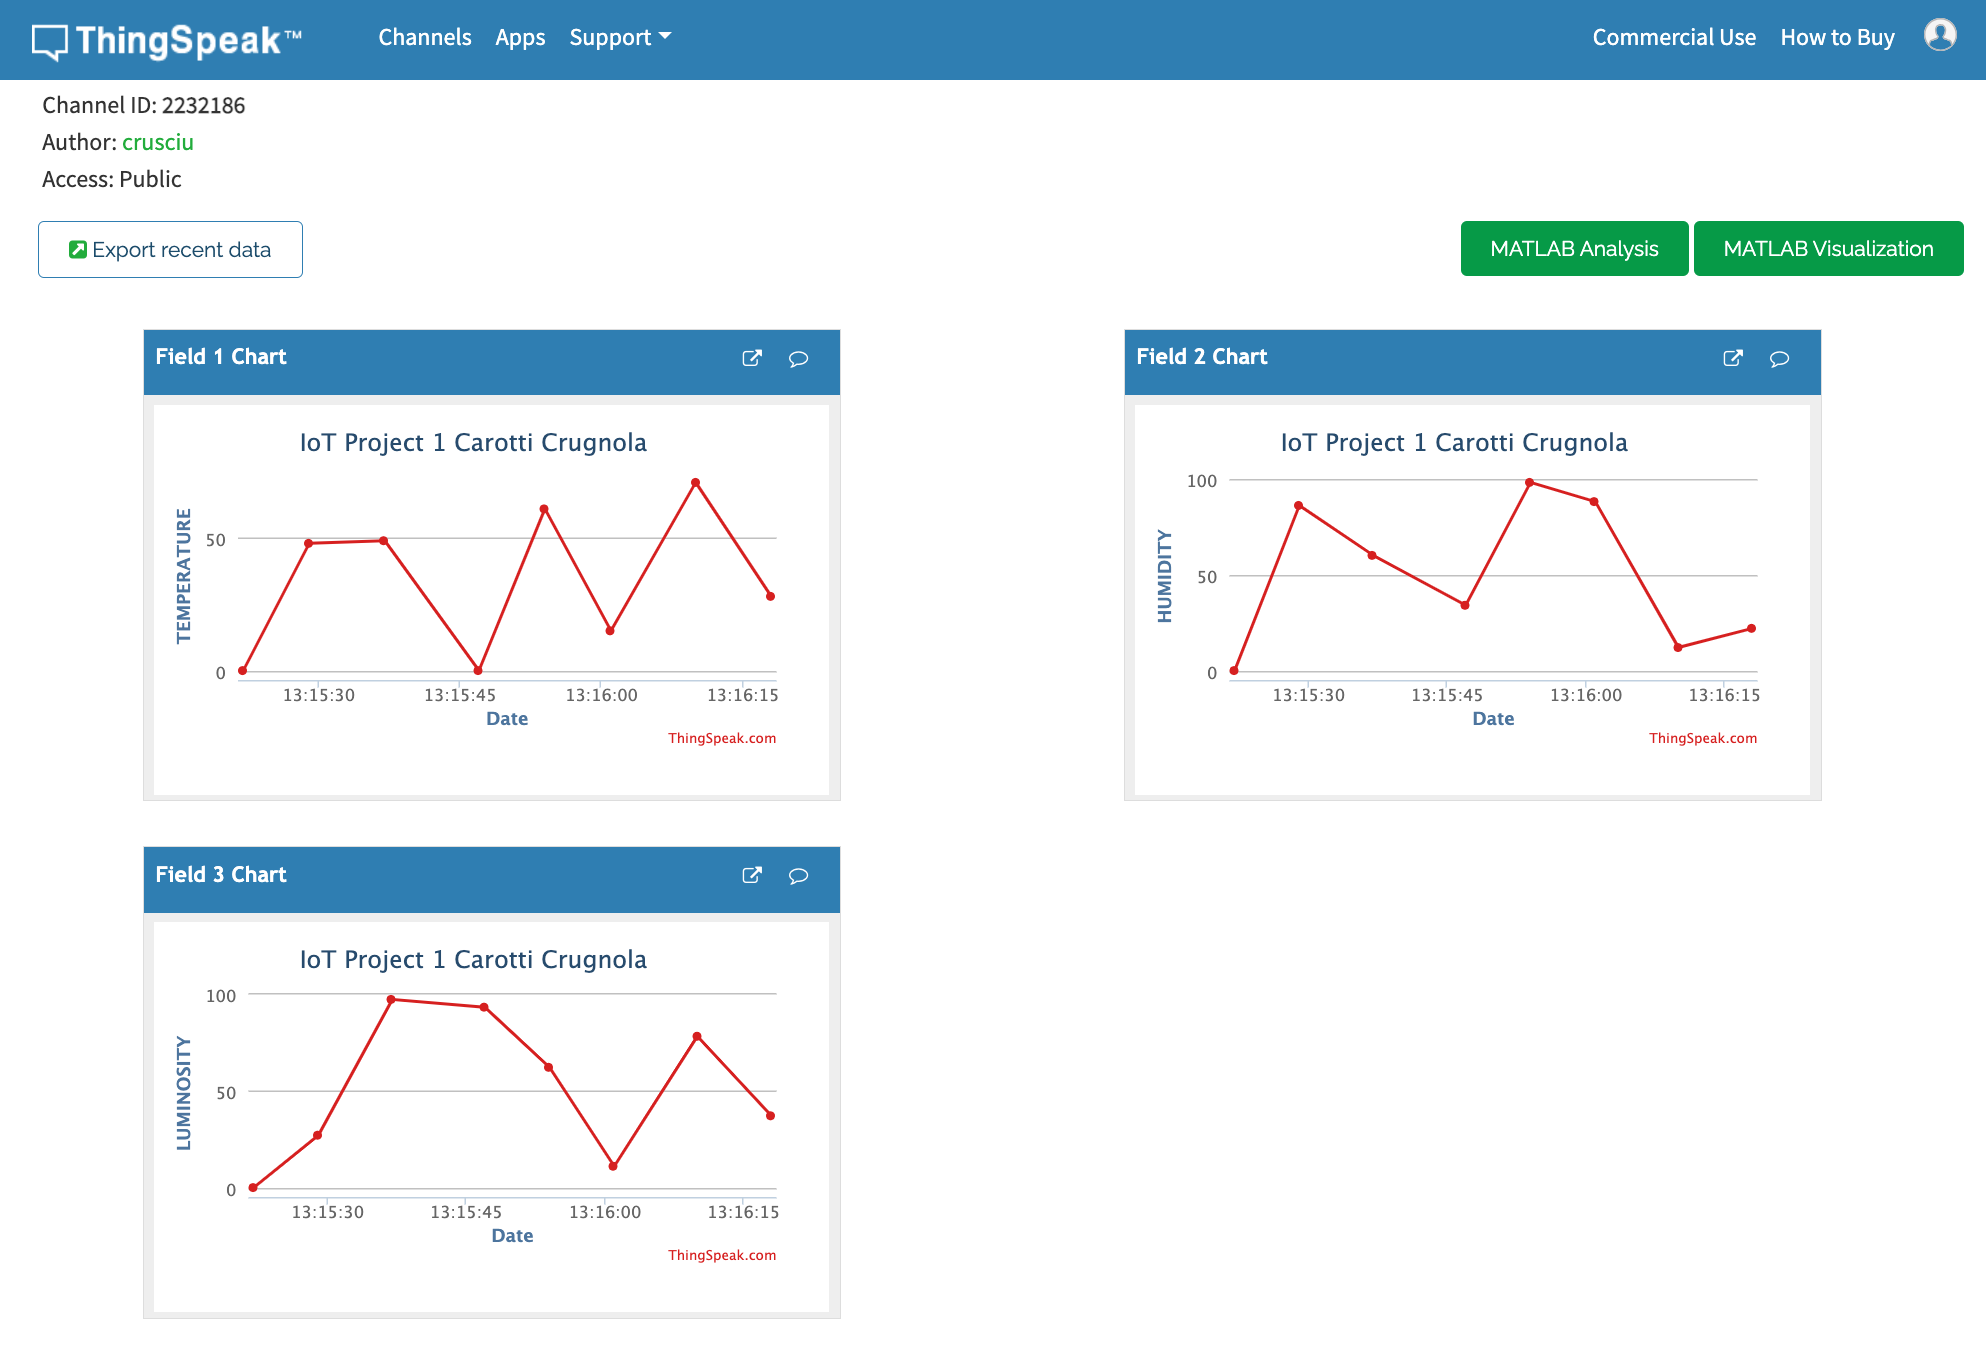 ThingSpeak™ Channels Apps Support Commercial Use How to Buy
Channel ID: 2232186
Author: crusciu
Access: Public
Export recent data
MATLAB Analysis MATLAB Visualization
Field 1 Chart
IoT Project 1 Carotti Crugnola
TEMPERATURE
50
0
13:15:30 13:15:45 13:16:00 13:16:15
Date
ThingSpeak.com
Field 2 Chart
IoT Project 1 Carotti Crugnola
HUMIDITY
100
50
0
13:15:30 13:15:45 13:16:00 13:16:15
Date
ThingSpeak.com
Field 3 Chart
IoT Project 1 Carotti Crugnola
LUMINOSITY
100
50
0
13:15:30 13:15:45 13:16:00 13:16:15
Date
ThingSpeak.com